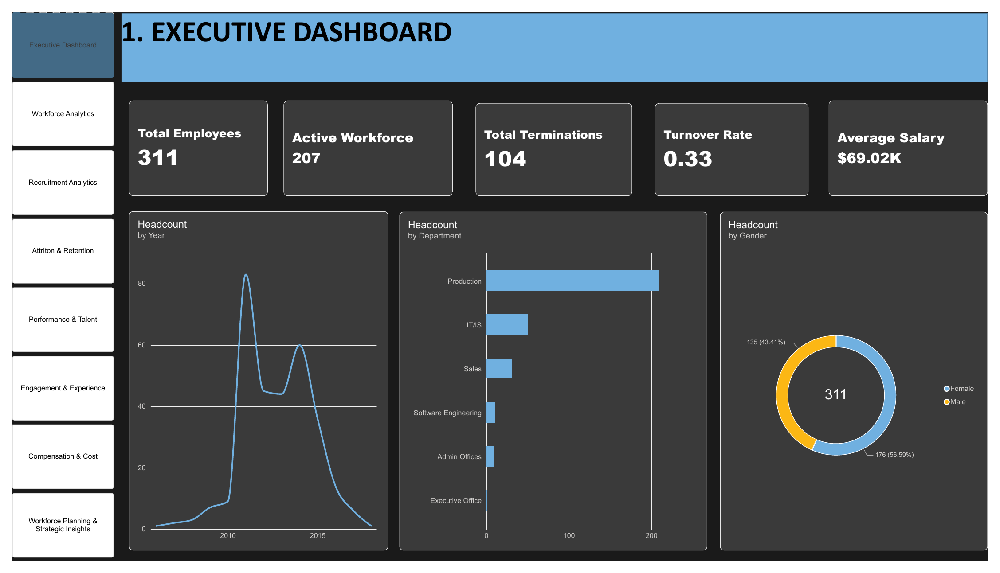 Executive Dashboard
Workforce Analytics
Recruitment Analytics
Attriton & Retention
Performance & Talent
Engagement & Experience
Compensation & Cost
Workforce Planning &
Strategic Insights
1. EXECUTIVE DASHBOARD
Total Employees
311
Active Workforce
207
Total Terminations
104
Turnover Rate
0.33
Average Salary
$69.02K
Headcount
by Year
80
60
40
20
0
2010
2015
Headcount
by Department
Production
IT/IS
Sales
Software Engineering
Admin Offices
Executive Office
0
100
200
Headcount
by Gender
135 (43.41%)
311
176 (56.59%)
Female
Male